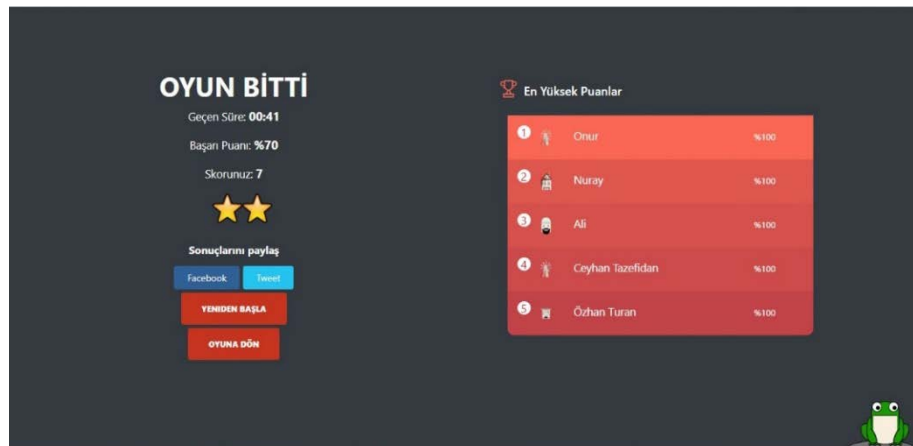 OYUN BİTTİ
Geçen Süre: 00:41
Başarı Puanı: %70
Skorunuz: 7
Sonuçlarını paylaş
Facebook
Tweet
YENİDEN BAŞLA
OYUNA DÖN
En Yüksek Puanlar
1 Onur %100
2 Nuray %100
3 Ali %100
4 Ceyhan Tazefidan %100
5 Özhan Turan %100